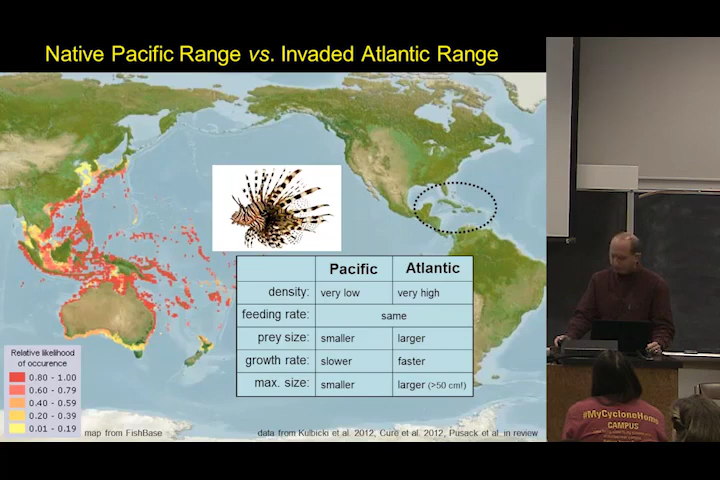 Native Pacific Range vs. Invaded Atlantic Range
Pacific Atlantic
density: very low very high
feeding rate: same
prey size: smaller larger
growth rate: slower faster
max. size: smaller larger (>50 cm!)
Relative likelihood
of occurence
0.80 - 1.00
0.60 - 0.79
0.40 - 0.59
0.20 - 0.39
0.01 - 0.19
map from FishBase
data from Kulbicki et al. 2012, Cure et al. 2012, Pusack et al. in review
#MyCycloneHome
CAMPUS